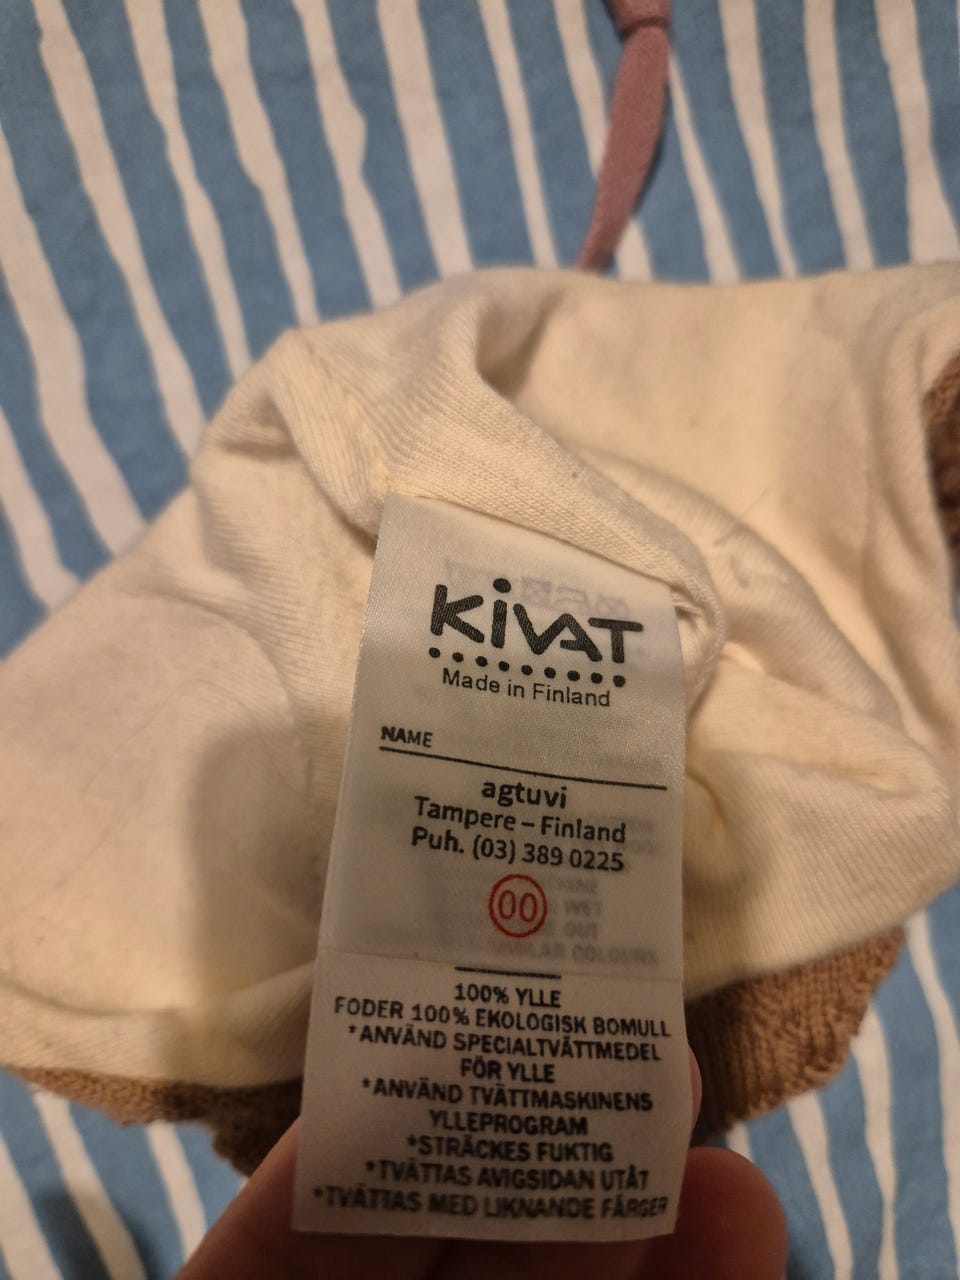 KiVAT
Made in Finland
NAME
agtuvi
Tampere – Finland
Puh. (03) 389 0225
00
100% YLLE
FODER 100% EKOLOGISK BOMULL
*ANVÄND SPECIALTVÄTTMEDEL
FÖR YLLE
*ANVÄND TVÄTTMASKINENS
YLLEPROGRAM
*STRÄCKES FUKTIG
*TVÄTTAS AVIGSIDAN UTÅT
*TVÄTTAS MED LIKNANDE FÄRGER